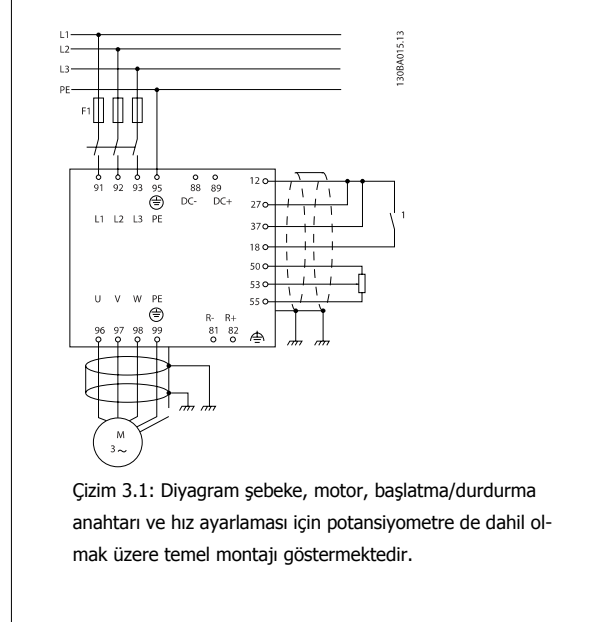 L1
L2
L3
PE
130BA015.13
F1
91 92 93 95 88 89
DC- DC+
L1 L2 L3 PE
12
27
37
18
50
53
55
1
U V W PE
R- R+
96 97 98 99 81 82
M
3 ~
Çizim 3.1: Diyagram şebeke, motor, başlatma/durdurma
anahtarı ve hız ayarlaması için potansiyometre de dahil ol-
mak üzere temel montajı göstermektedir.